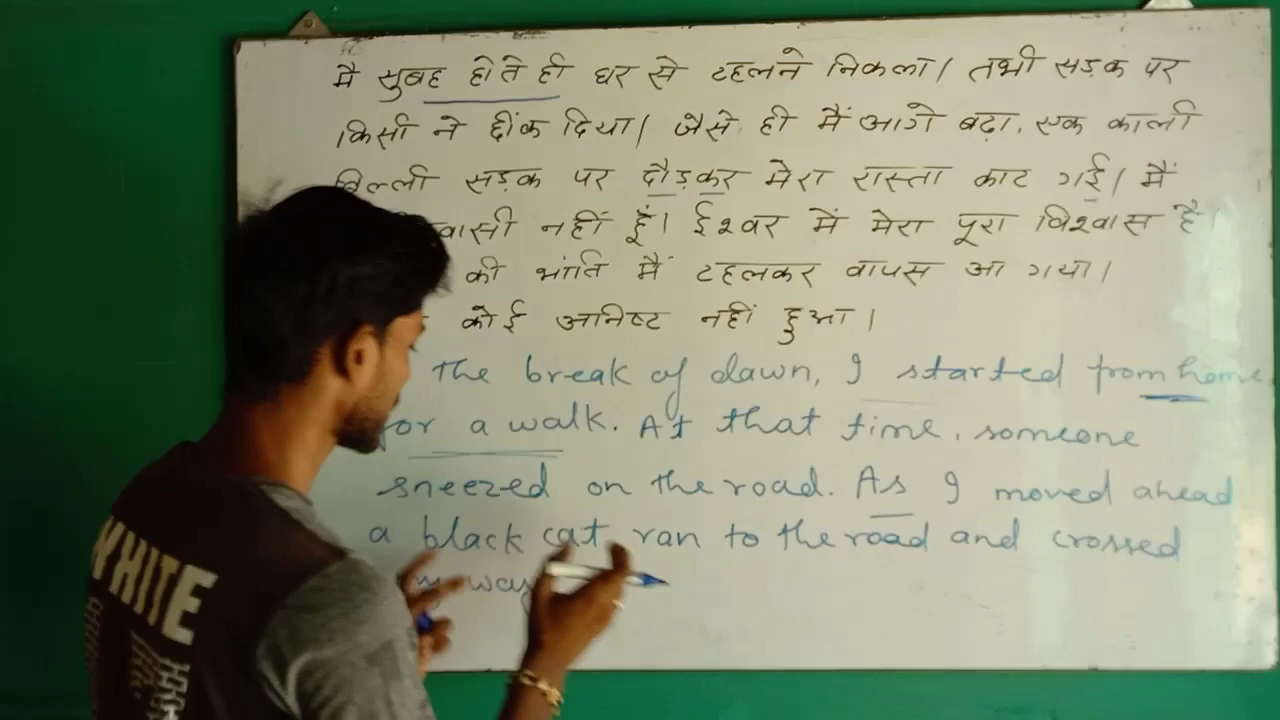 मै सुबह होते ही घर से टहलने निकला। तभी सड़क पर
किसी ने छींक दिया। जैसे ही मैं आगे बढ़ा, एक काली
बिल्ली सड़क पर दौड़कर मेरा रास्ता काट गई। मैं
वासी नहीं हूं। ईश्वर में मेरा पूरा विश्वास है।
की भांति मैं टहलकर वापस आ गया।
कोई अनिष्ट नहीं हुआ।
the break of dawn, I started from home
for a walk. At that time, someone
sneezed on the road. As I moved ahead
a black cat ran to the road and crossed
my way
WHITE